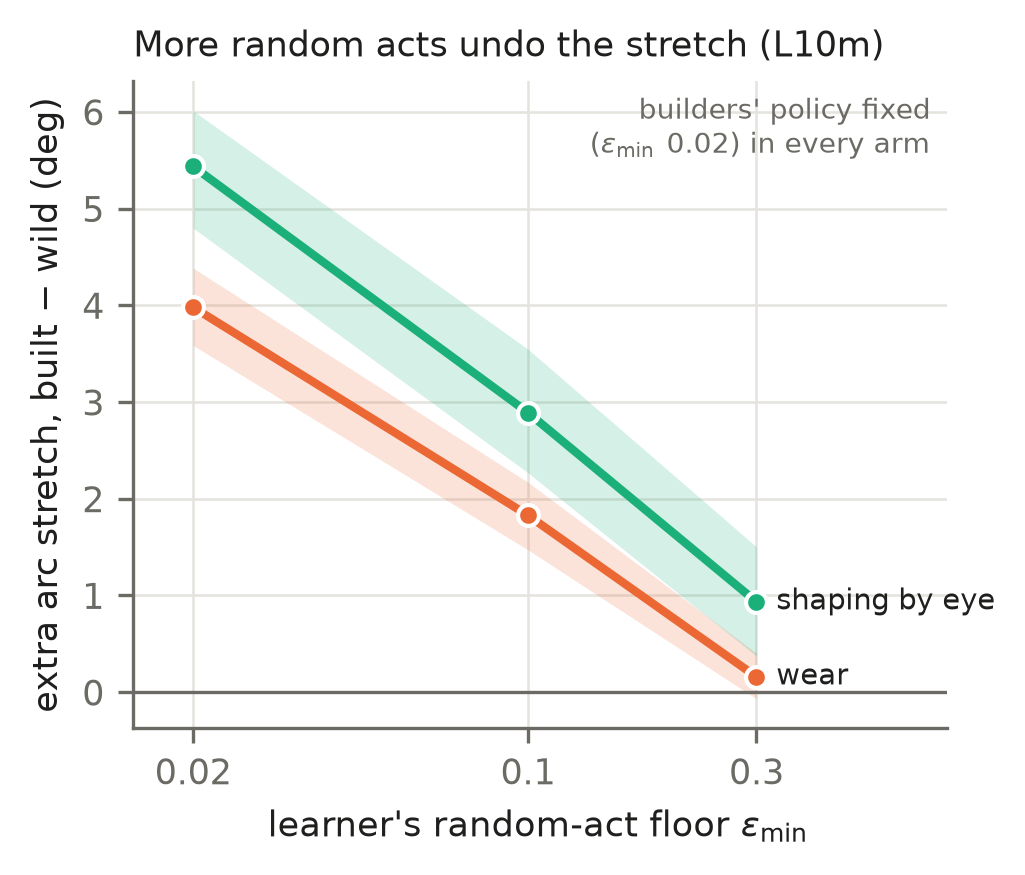 More random acts undo the stretch (L10m)
builders' policy fixed
(εmin 0.02) in every arm
extra arc stretch, built − wild (deg)
6
5
4
3
2
1
0
shaping by eye
wear
0.02
0.1
0.3
learner's random-act floor εmin